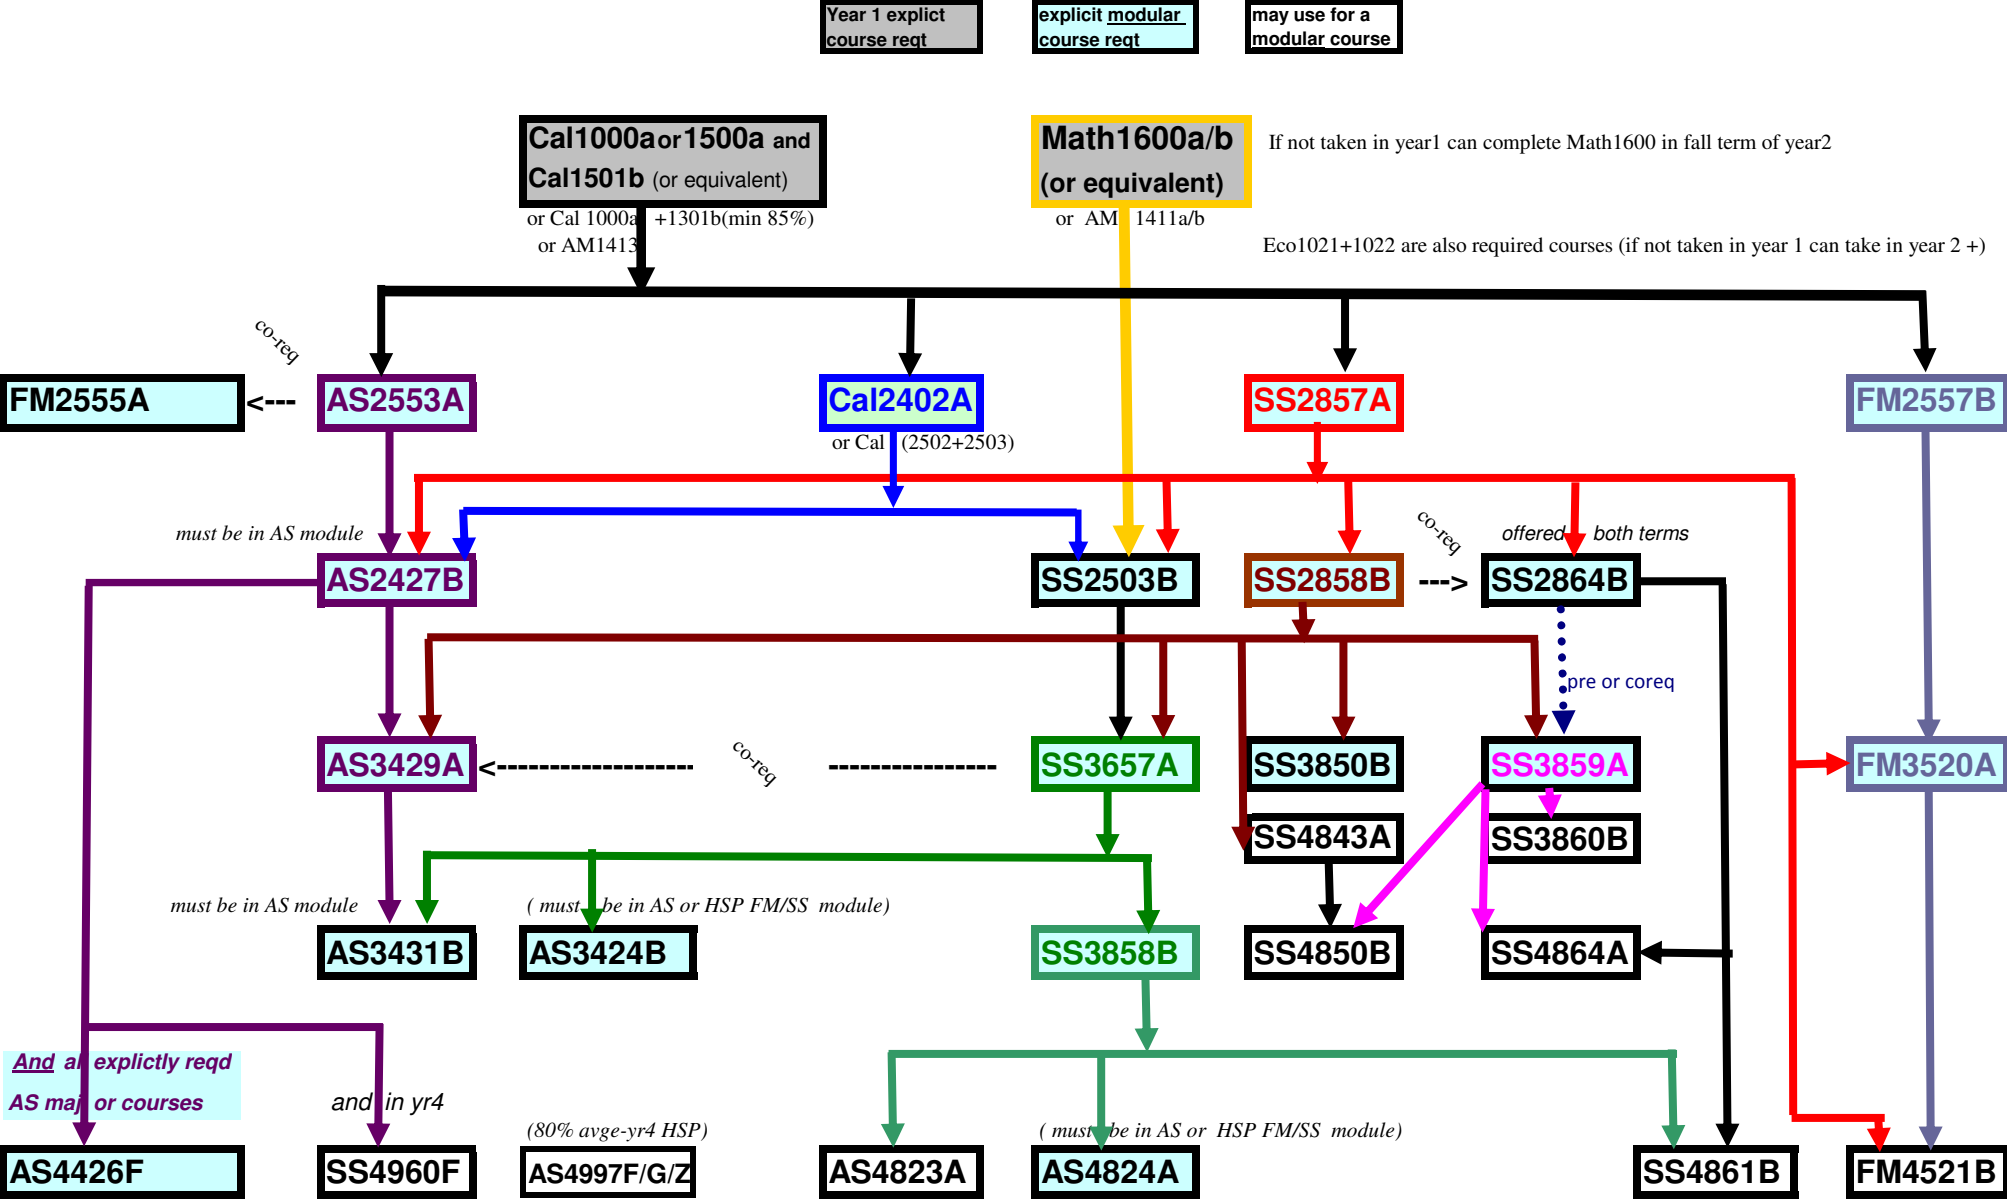 Year 1 explict
course reqt
explicit modular
course reqt
may use for a
modular course
Cal1000a or 1500a and
Cal1501b (or equivalent)
or Cal 1000a +1301b(min 85%)
or AM1413
Math1600a/b
(or equivalent)
or AM 1411a/b
If not taken in year1 can complete Math1600 in fall term of year2
Eco1021+1022 are also required courses (if not taken in year 1 can take in year 2 +)
co-req
FM2555A
<---
AS2553A
Cal2402A
or Cal (2502+2503)
SS2857A
FM2557B
must be in AS module
co-req
offered both terms
AS2427B
SS2503B
SS2858B
--->
SS2864B
pre or coreq
AS3429A
<-------------------
co-req
----------------
SS3657A
SS3850B
SS3859A
FM3520A
SS4843A
SS3860B
must be in AS module
( must be in AS or HSP FM/SS module)
AS3431B
AS3424B
SS3858B
SS4850B
SS4864A
And all explictly reqd
AS major courses
and in yr4
(80% avge-yr4 HSP)
( must be in AS or HSP FM/SS module)
AS4426F
SS4960F
AS4997F/G/Z
AS4823A
AS4824A
SS4861B
FM4521B